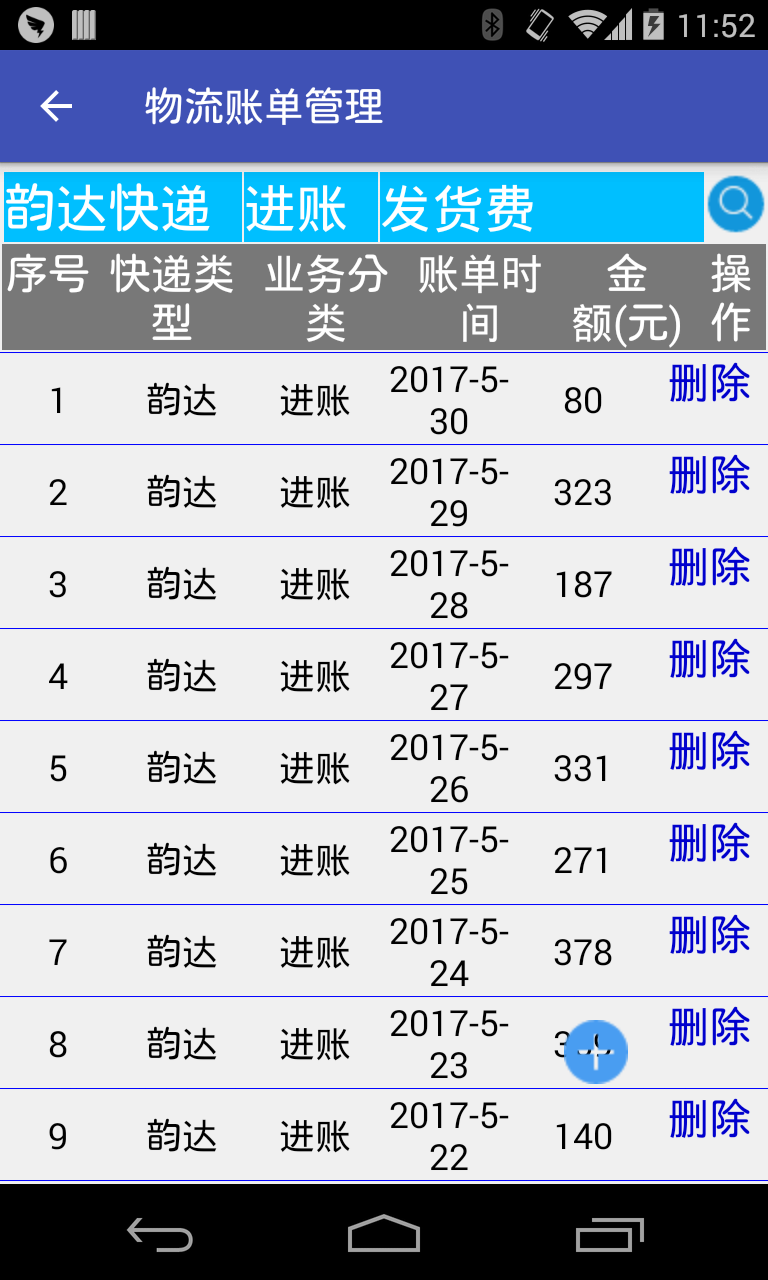 11:52
物流账单管理
韵达快递 进账 发货费
序号 快递类型 业务分类 账单时间 金额(元) 操作
1 韵达 进账 2017-5-30 80 删除
2 韵达 进账 2017-5-29 323 删除
3 韵达 进账 2017-5-28 187 删除
4 韵达 进账 2017-5-27 297 删除
5 韵达 进账 2017-5-26 331 删除
6 韵达 进账 2017-5-25 271 删除
7 韵达 进账 2017-5-24 378 删除
8 韵达 进账 2017-5-23 删除
9 韵达 进账 2017-5-22 140 删除